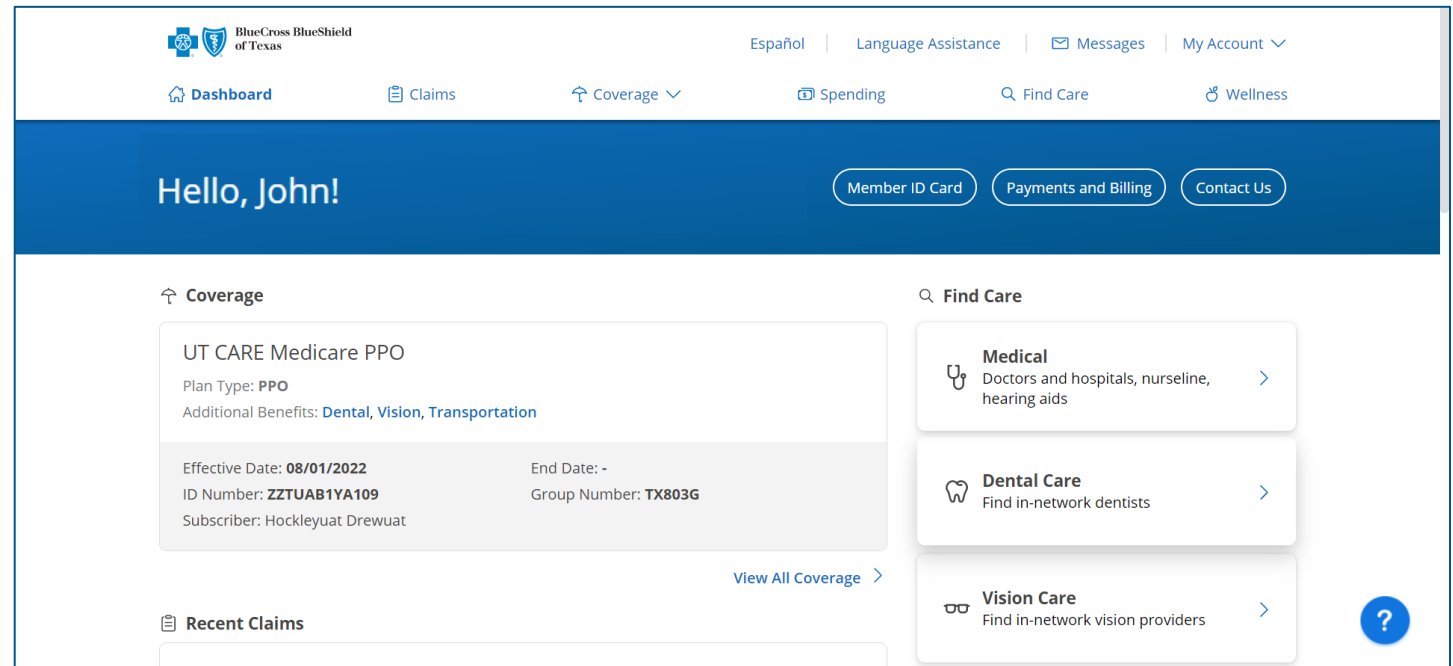 BlueCross BlueShield
of Texas
Español
Language Assistance
Messages
My Account
Dashboard
Claims
Coverage
Spending
Find Care
Wellness
Hello, John!
Member ID Card
Payments and Billing
Contact Us
Coverage
UT CARE Medicare PPO
Plan Type: PPO
Additional Benefits: Dental, Vision, Transportation
Effective Date: 08/01/2022
End Date: -
ID Number: ZZTUAB1YA109
Group Number: TX803G
Subscriber: Hockleyuat Drewuat
View All Coverage
Recent Claims
Find Care
Medical
Doctors and hospitals, nurseline,
hearing aids
Dental Care
Find in-network dentists
Vision Care
Find in-network vision providers
?